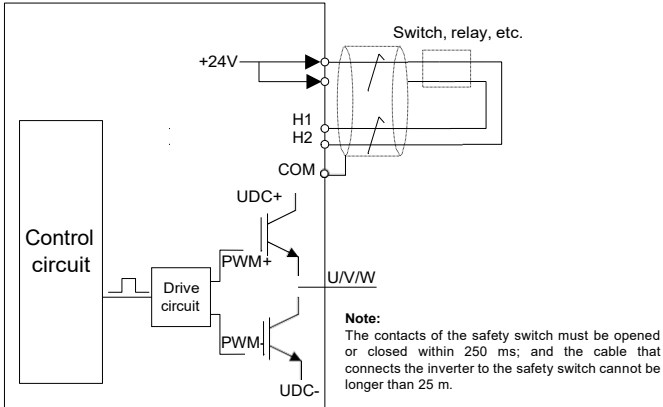 Switch, relay, etc.
+24V
H1
H2
COM
UDC+
Control
circuit
PWM+
U/V/W
Drive
circuit
PWM-
UDC-
Note:
The contacts of the safety switch must be opened
or closed within 250 ms; and the cable that
connects the inverter to the safety switch cannot be
longer than 25 m.